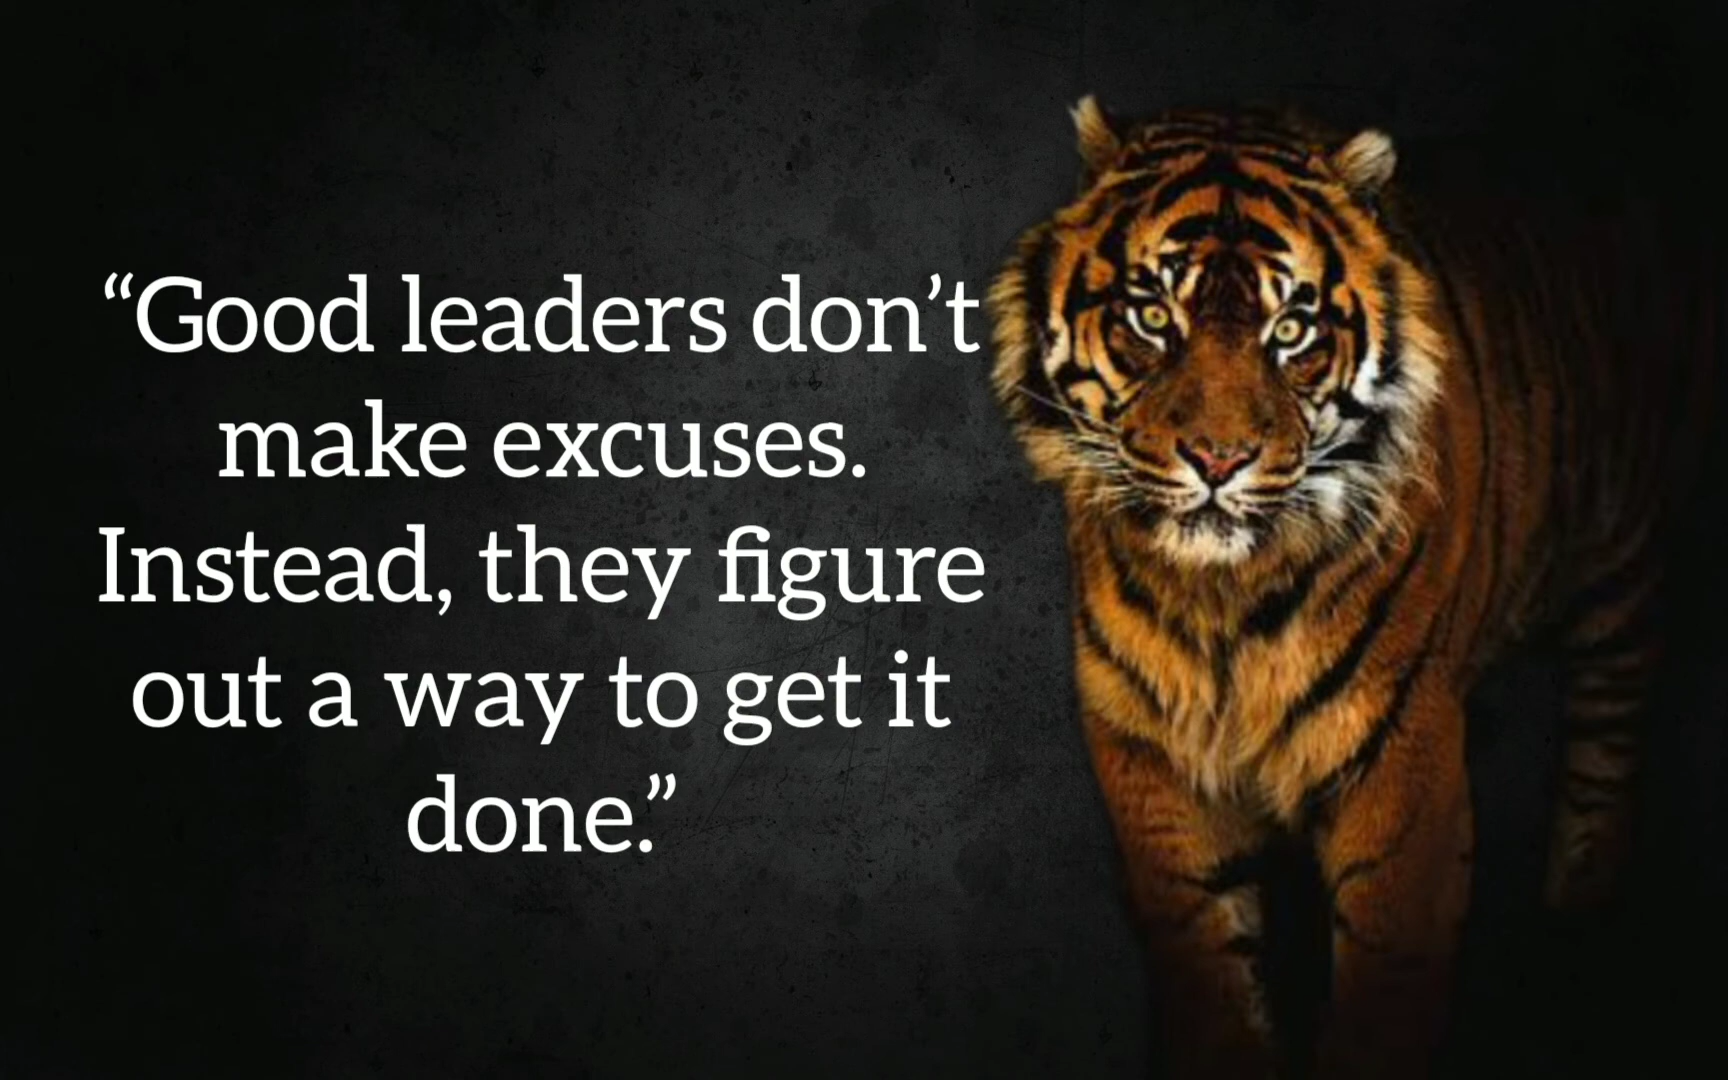 “Good leaders don’t
make excuses.
Instead, they figure
out a way to get it
done.”